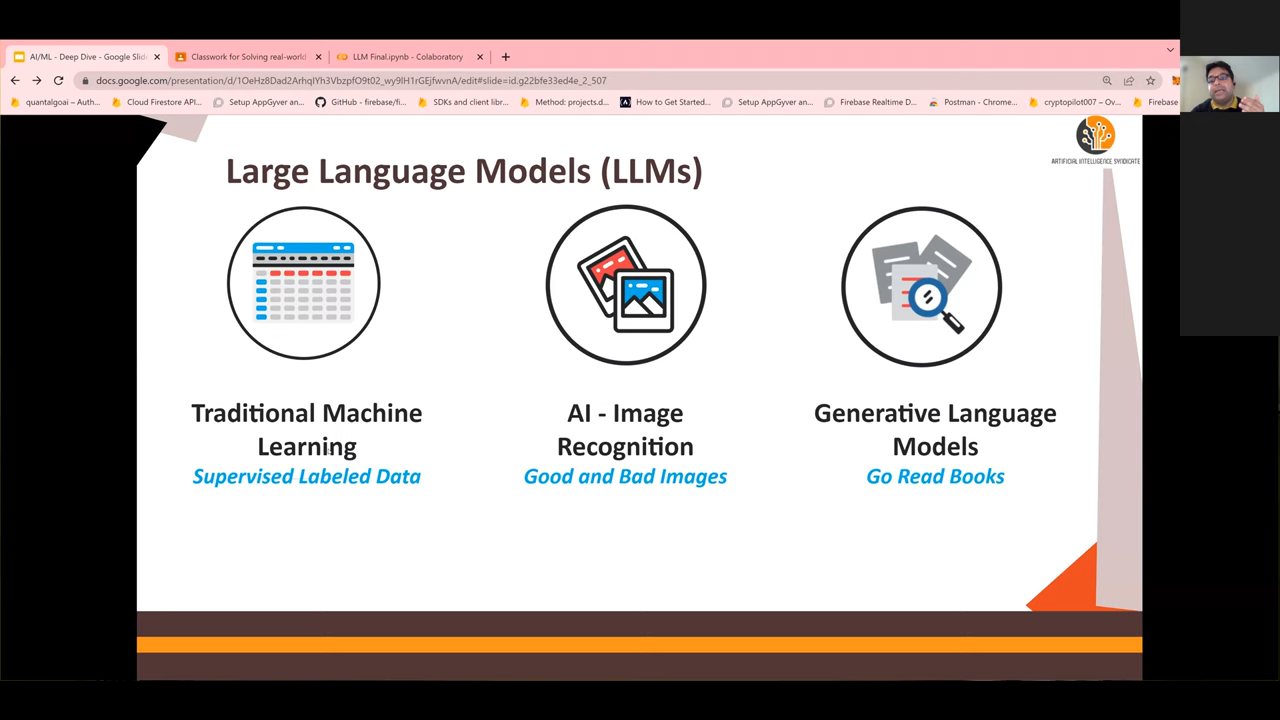 AI/ML - Deep Dive - Google Slide
Classwork for Solving real-world
LLM Final.ipynb - Colaboratory
docs.google.com/presentation/d/1OeHz8Dad2ArhqIYh3VbzpfO9t02_wy9lH1rGEjfwvnA/edit#slide=id.g22bfe33ed4e_2_507
quantalgoai – Auth...
Cloud Firestore API...
Setup AppGyver an...
GitHub - firebase/fi...
SDKs and client libr...
Method: projects.d...
How to Get Started...
Setup AppGyver an...
Firebase Realtime D...
Postman - Chrome...
cryptopilot007 – Ov...
Firebase
ARTIFICIAL INTELLIGENCE SYNDICATE
Large Language Models (LLMs)
Traditional Machine
Learning
Supervised Labeled Data
AI - Image
Recognition
Good and Bad Images
Generative Language
Models
Go Read Books